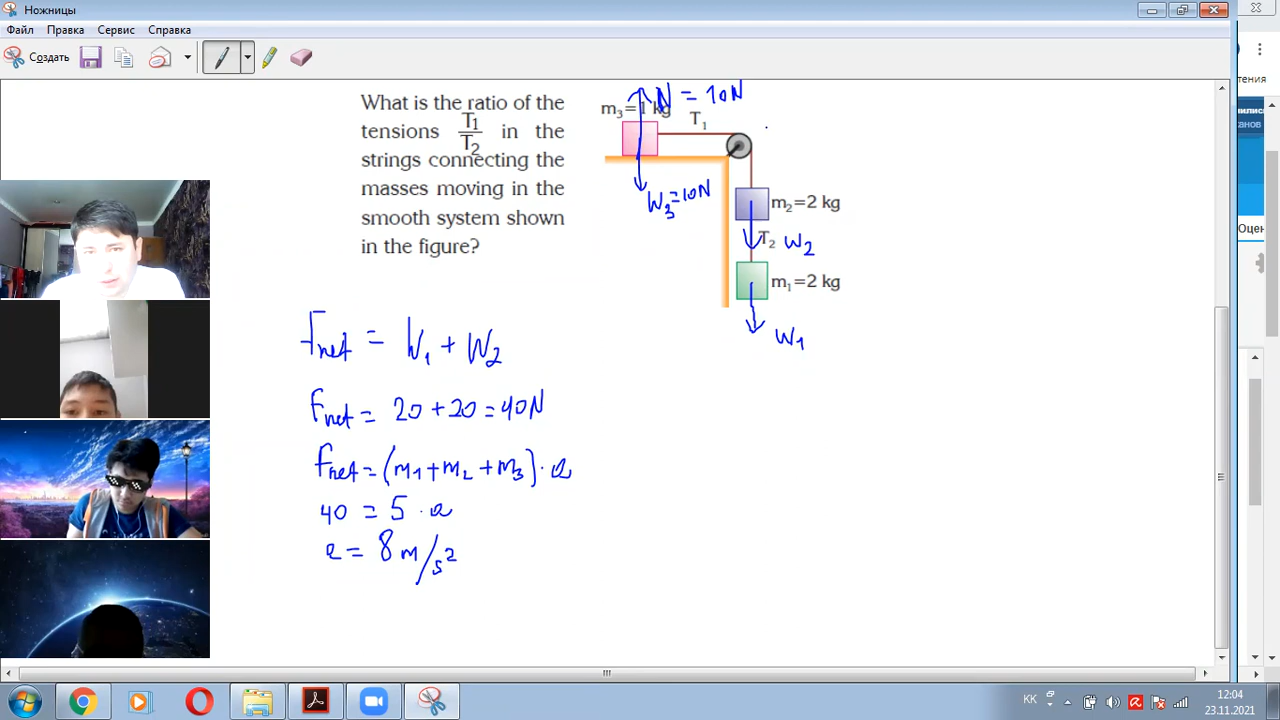 Ножницы
Файл Правка Сервис Справка
Создать
What is the ratio of the
tensions T1/T2 in the
strings connecting the
masses moving in the
smooth system shown
in the figure?
N = 10N
m3=1 kg
T1
W3=10N
m2=2 kg
T2 W2
m1=2 kg
W1
Fnet = W1 + W2
Fnet = 20 + 20 = 40N
Fnet = (m1 + m2 + m3) · a
40 = 5 · a
a = 8 m/s2
тения
Оцен
KK
12:04
23.11.2021